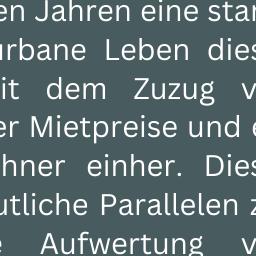 en Jahren eine star
urbane Leben dies
it dem Zuzug v
er Mietpreise und e
hner einher. Dies
utliche Parallelen z
e Aufwertung v